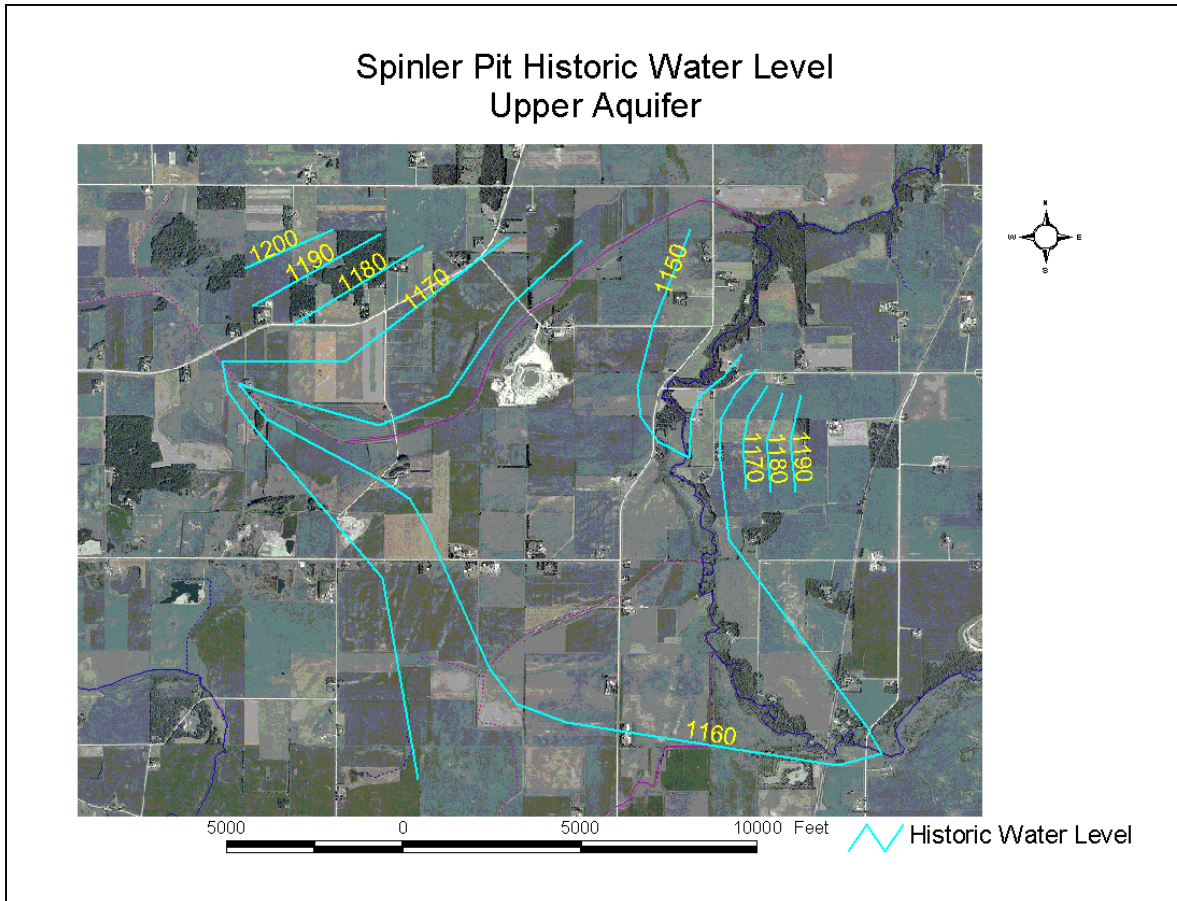 Spinler Pit Historic Water Level
Upper Aquifer
N
W E
S
1200
1190
1180
1170
1150
1170
1180
1190
1160
5000 0 5000 10000 Feet
Historic Water Level